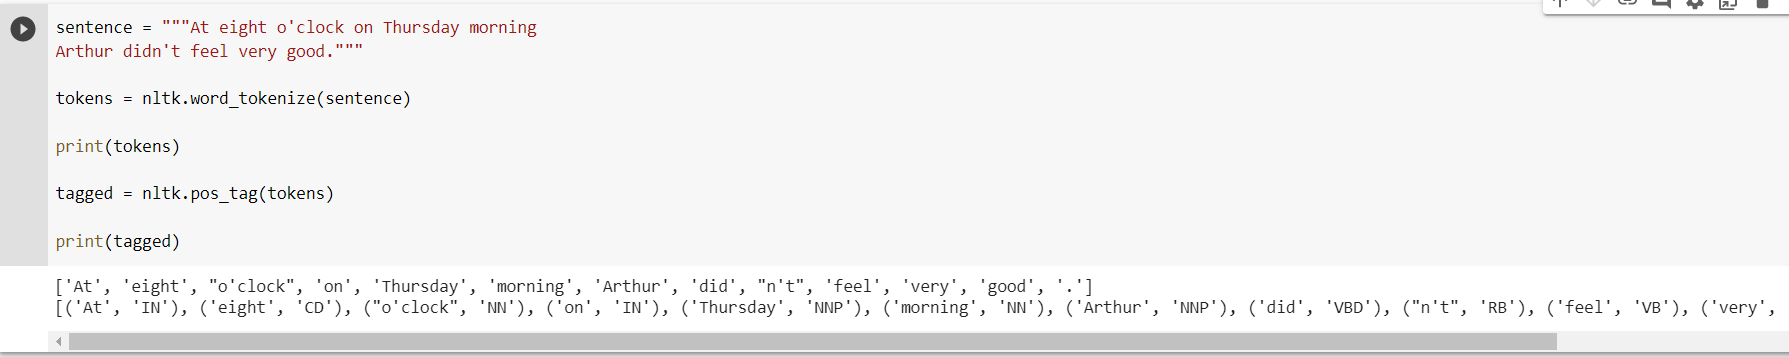 sentence = """At eight o'clock on Thursday morning
Arthur didn't feel very good."""
tokens = nltk.word_tokenize(sentence)
print(tokens)
tagged = nltk.pos_tag(tokens)
print(tagged)
['At', 'eight', "o'clock", 'on', 'Thursday', 'morning', 'Arthur', 'did', "n't", 'feel', 'very', 'good', '.']
[('At', 'IN'), ('eight', 'CD'), ("o'clock", 'NN'), ('on', 'IN'), ('Thursday', 'NNP'), ('morning', 'NN'), ('Arthur', 'NNP'), ('did', 'VBD'), ("n't", 'RB'), ('feel', 'VB'), ('very',